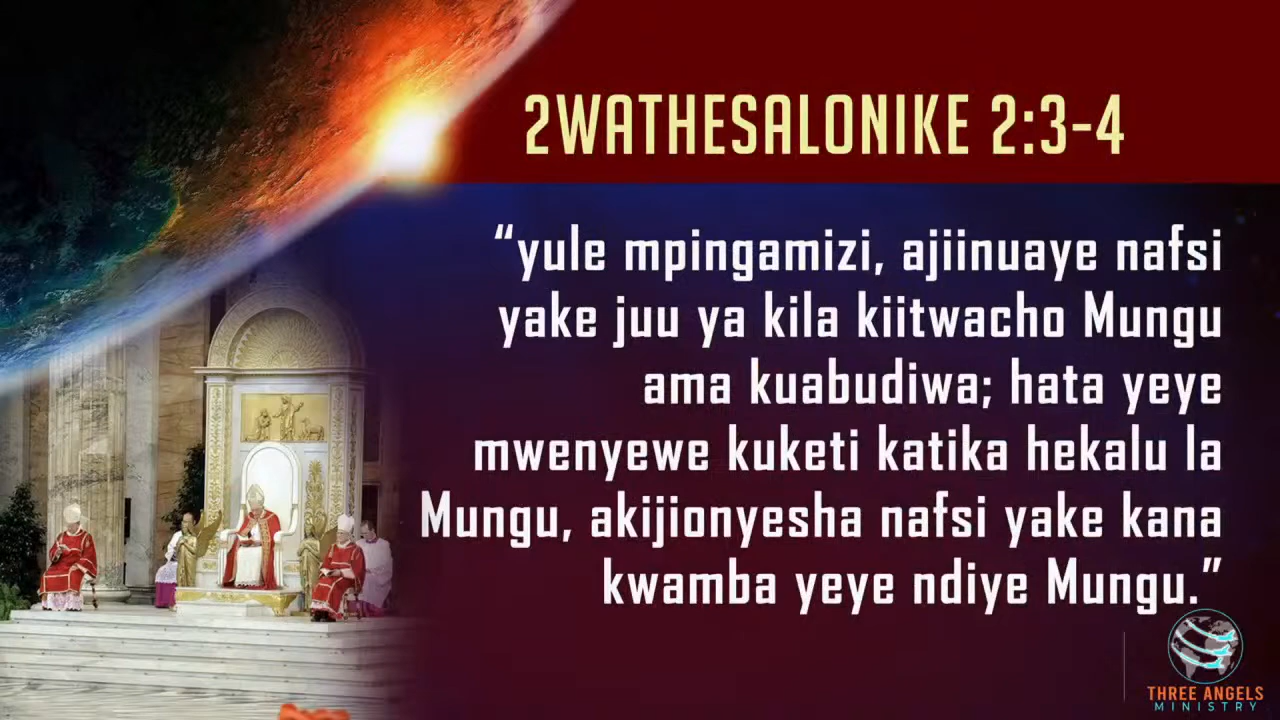 2WATHESALONIKE 2:3-4
“yule mpingamizi, ajiinuaye nafsi
yake juu ya kila kiitwacho Mungu
ama kuabudiwa; hata yeye
mwenyewe kuketi katika hekalu la
Mungu, akijionyesha nafsi yake kana
kwamba yeye ndiye Mungu.”
THREE ANGELS
MINISTRY